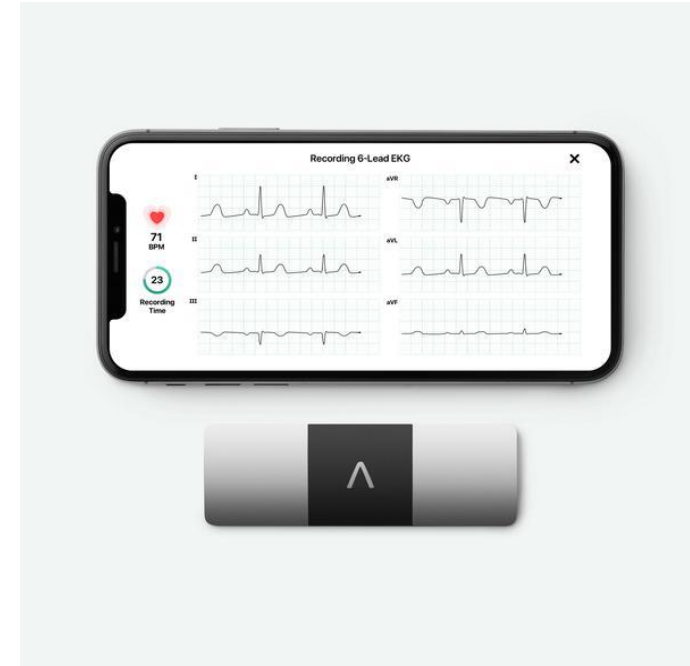 Recording 6-Lead EKG
71
BPM
23
Recording
Time
I
II
III
aVR
aVL
aVF